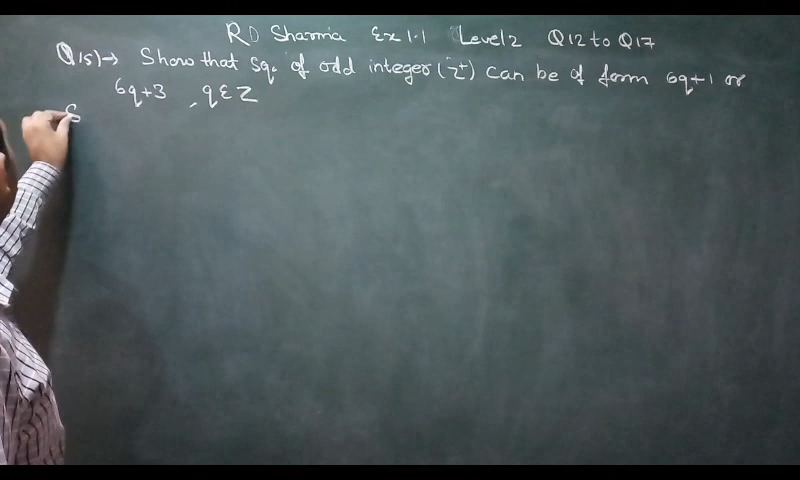 RD Sharma Ex 1.1 Level 2 Q12 to Q17
Q15) → Show that Sq. of odd integer (Z⁺) can be of form 6q+1 or
6q+3 , q ε Z
S